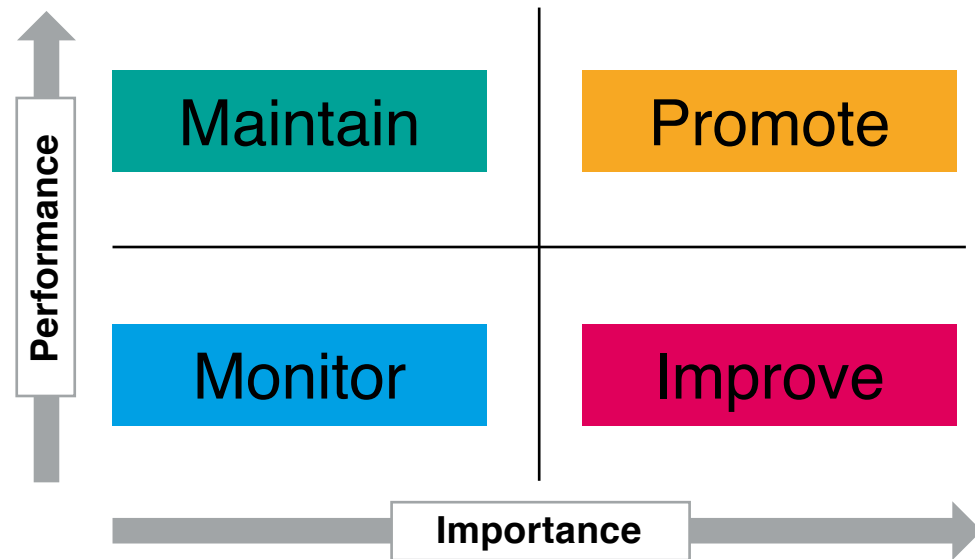 Performance
Maintain
Promote
Monitor
Improve
Importance